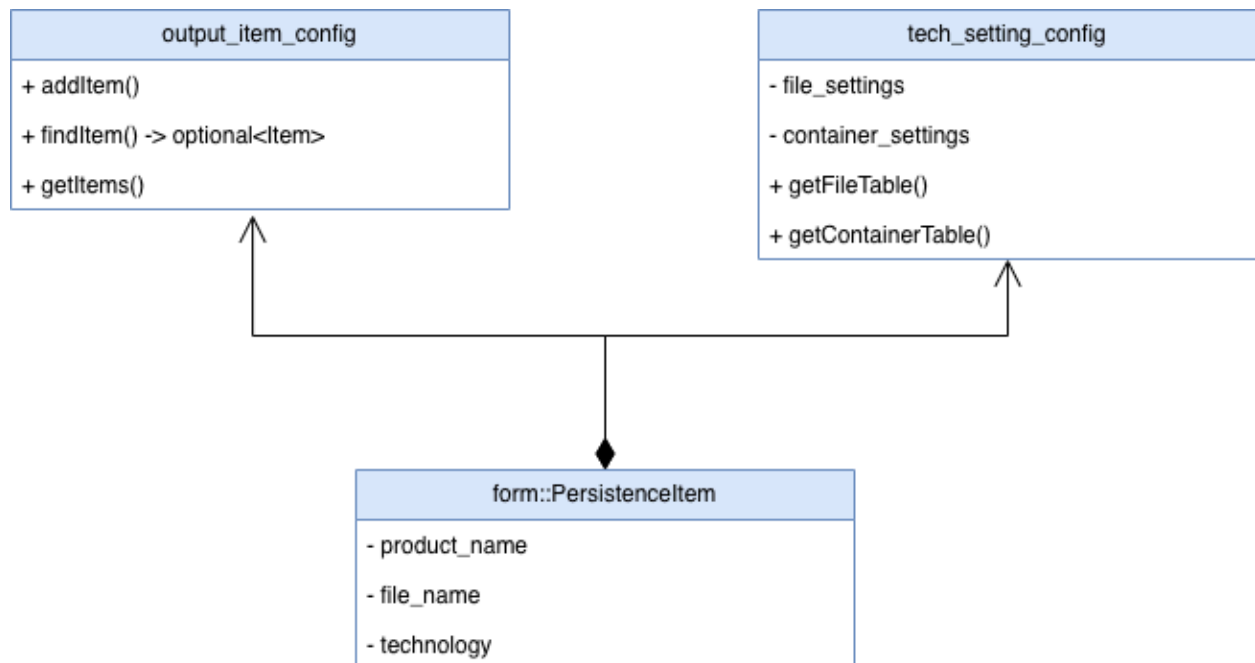 output_item_config
+ addItem()
+ findItem() -> optional<Item>
+ getItems()
tech_setting_config
- file_settings
- container_settings
+ getFileTable()
+ getContainerTable()
form::PersistenceItem
- product_name
- file_name
- technology